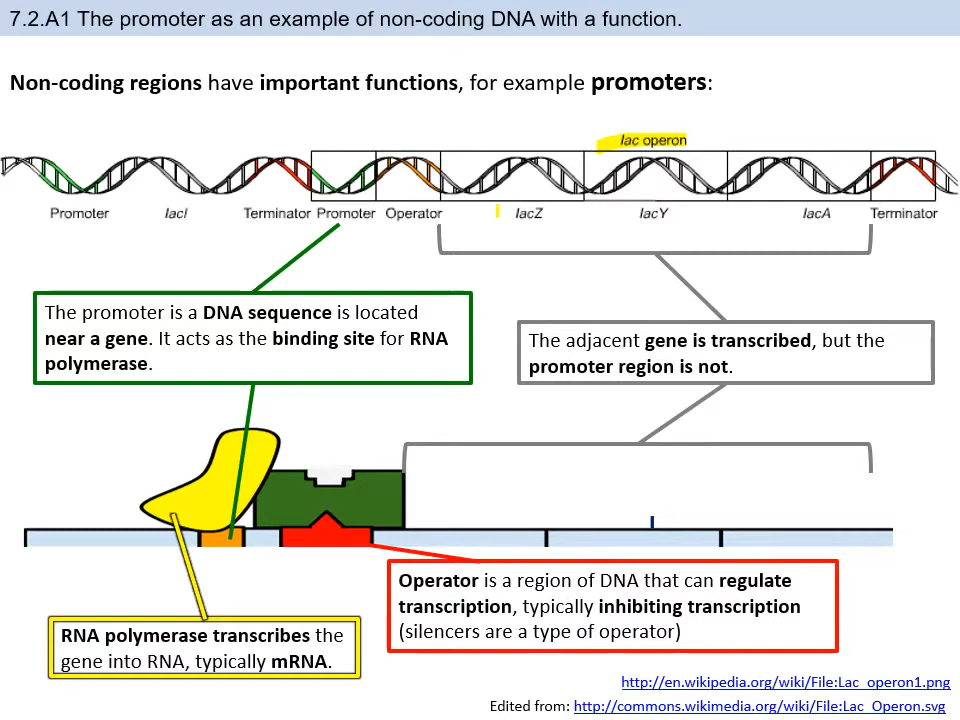 7.2.A1 The promoter as an example of non-coding DNA with a function.
Non-coding regions have important functions, for example promoters:
lac operon
Promoter lacI Terminator Promoter Operator lacZ lacY lacA Terminator
The promoter is a DNA sequence is located
near a gene. It acts as the binding site for RNA
polymerase.
The adjacent gene is transcribed, but the
promoter region is not.
Operator is a region of DNA that can regulate
transcription, typically inhibiting transcription
(silencers are a type of operator)
RNA polymerase transcribes the
gene into RNA, typically mRNA.
http://en.wikipedia.org/wiki/File:Lac_operon1.png
Edited from: http://commons.wikimedia.org/wiki/File:Lac_Operon.svg